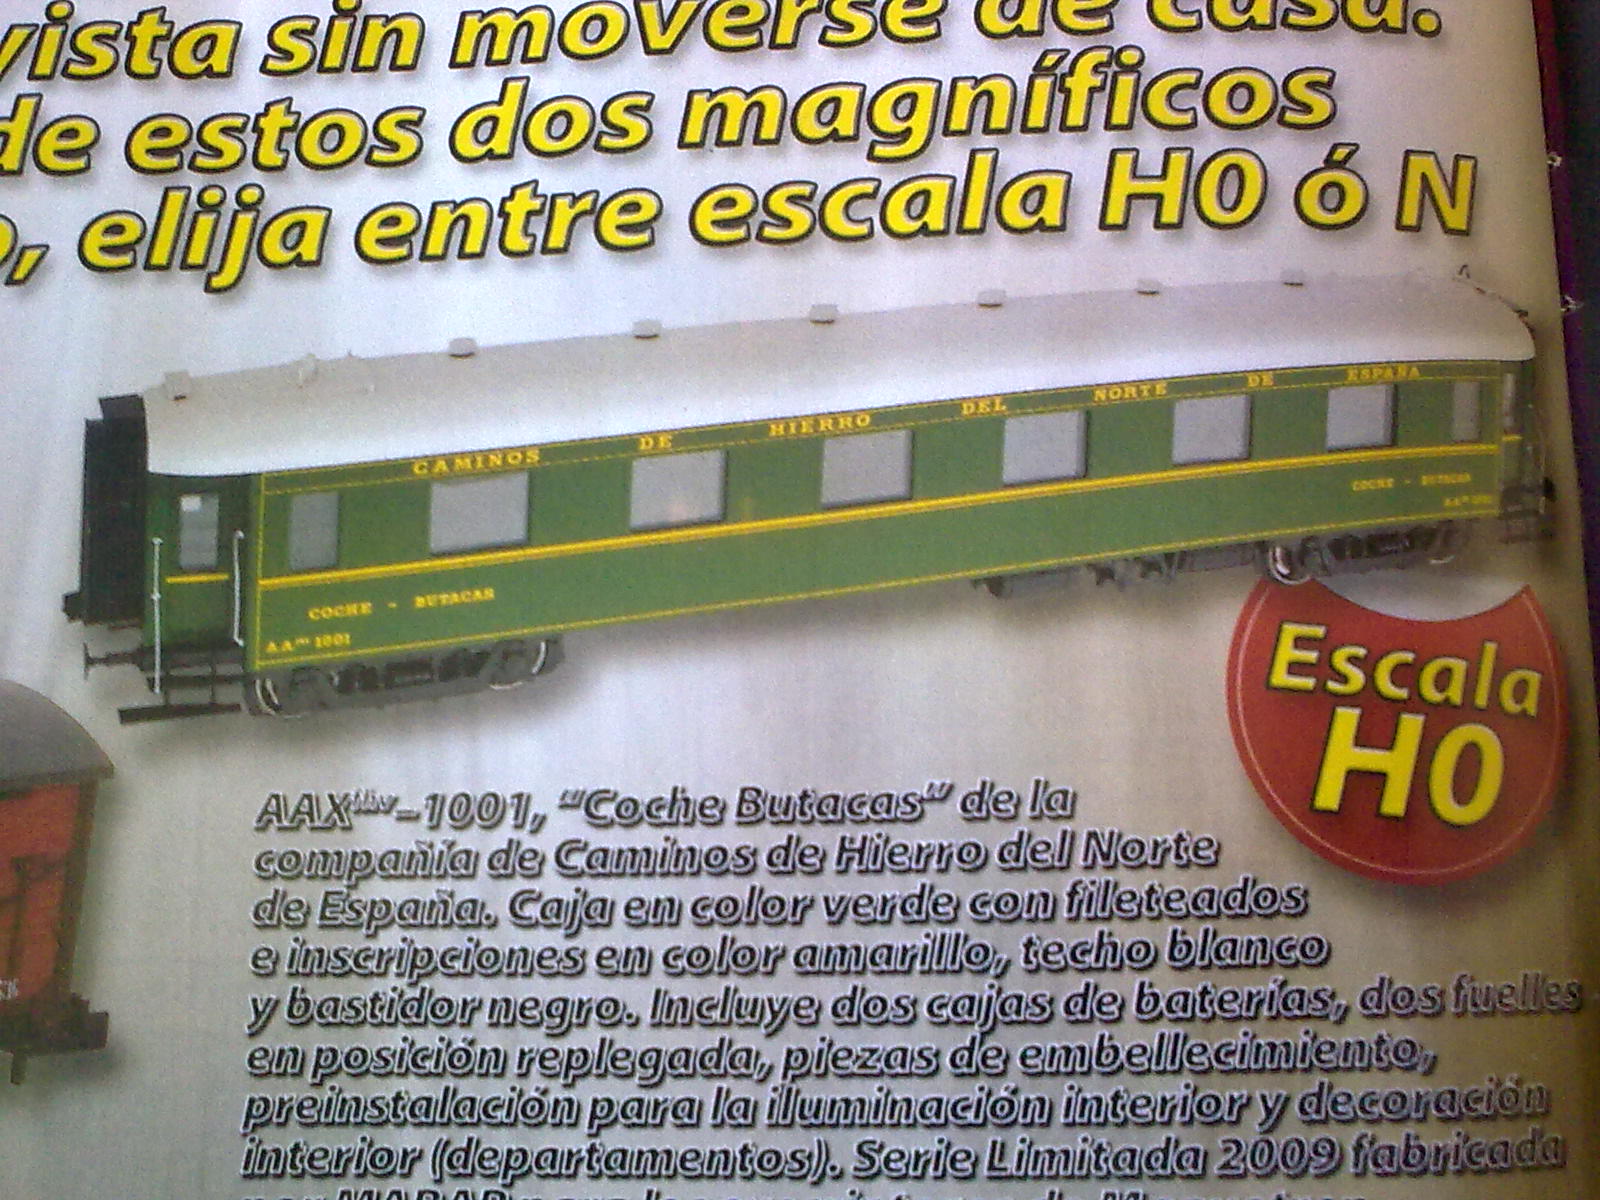 vista sin moverse de casa.
de estos dos magníficos
, elija entre escala H0 ó N
CAMINOS DE HIERRO DEL NORTE DE ESPAÑA
COCHE - BUTACAS
COCHE - BUTACAS
1001
Escala
H0
AAX -1001, "Coche Butacas" de la
compañía de Caminos de Hierro del Norte
de España. Caja en color verde con fileteados
e inscripciones en color amarillo, techo blanco
y bastidor negro. Incluye dos cajas de baterías, dos fuelles
en posición replegada, piezas de embellecimiento,
preinstalación para la iluminación interior y decoración
interior (departamentos). Serie Limitada 2009 fabricada